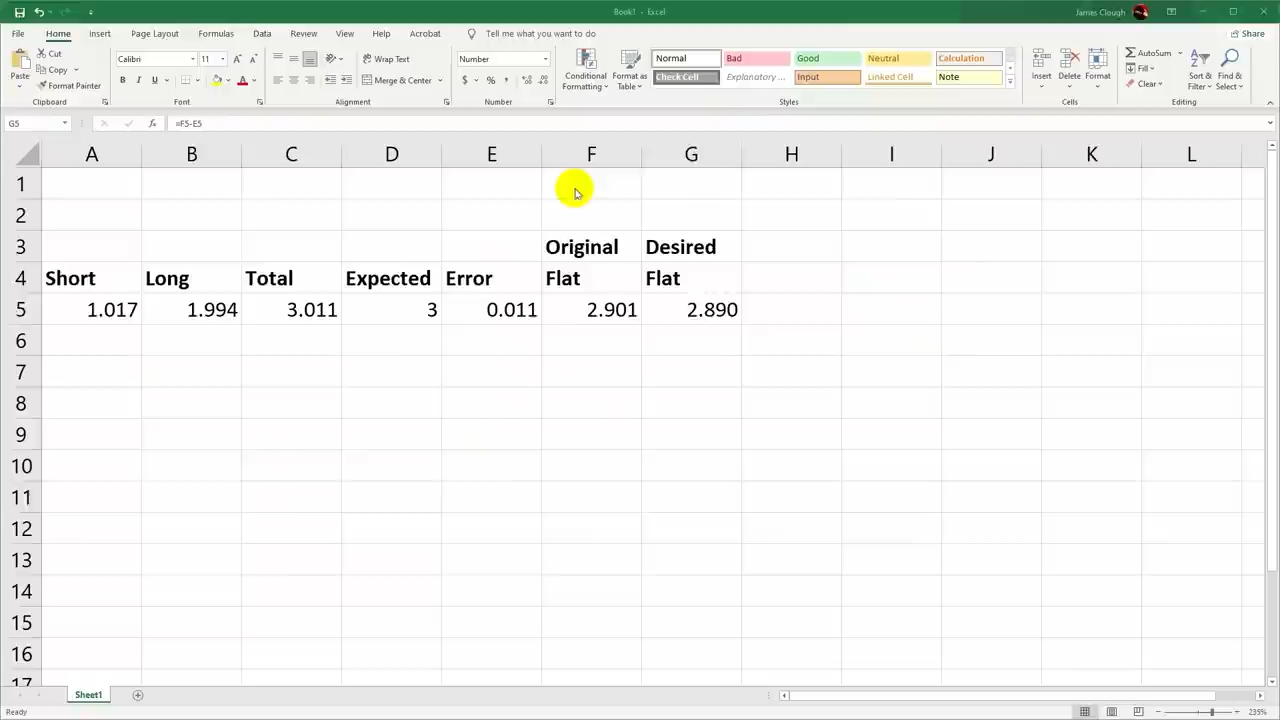 Book1 - Excel
James Clough
File Home Insert Page Layout Formulas Data Review View Help Acrobat Tell me what you want to do Share
Paste
Cut
Copy
Format Painter
Clipboard
Calibri 11
B I U
Font
Wrap Text
Merge & Center
Alignment
Number
$ % ,
Number
Conditional Formatting
Format as Table
Normal Bad Good Neutral Calculation
Check Cell Explanatory ... Input Linked Cell Note
Styles
Insert Delete Format
Cells
AutoSum
Fill
Clear
Sort & Filter
Find & Select
Editing
G5 fx =F5-E5
A B C D E F G H I J K L
1
2
3 Original Desired
4 Short Long Total Expected Error Flat Flat
5 1.017 1.994 3.011 3 0.011 2.901 2.890
6
7
8
9
10
11
12
13
14
15
16
17
Sheet1
Ready 235%